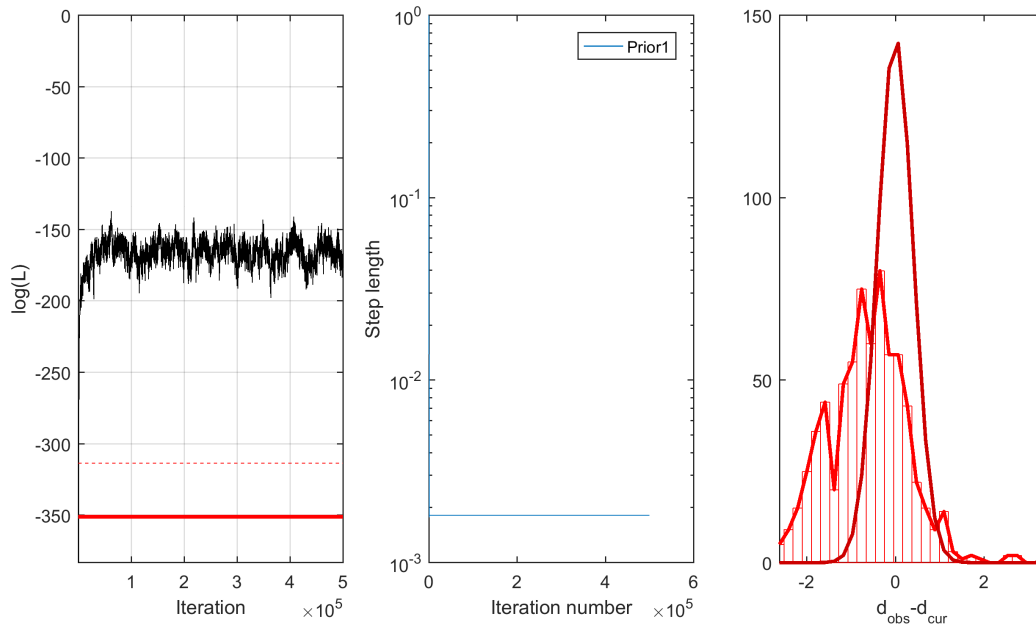 0
-50
-100
-150
-200
-250
-300
-350
log(L)
1 2 3 4 5
×10^5
Iteration
10^0
10^-1
10^-2
10^-3
Step length
Prior1
0 2 4 6
×10^5
Iteration number
150
100
50
0
-2 0 2
d_obs-d_cur